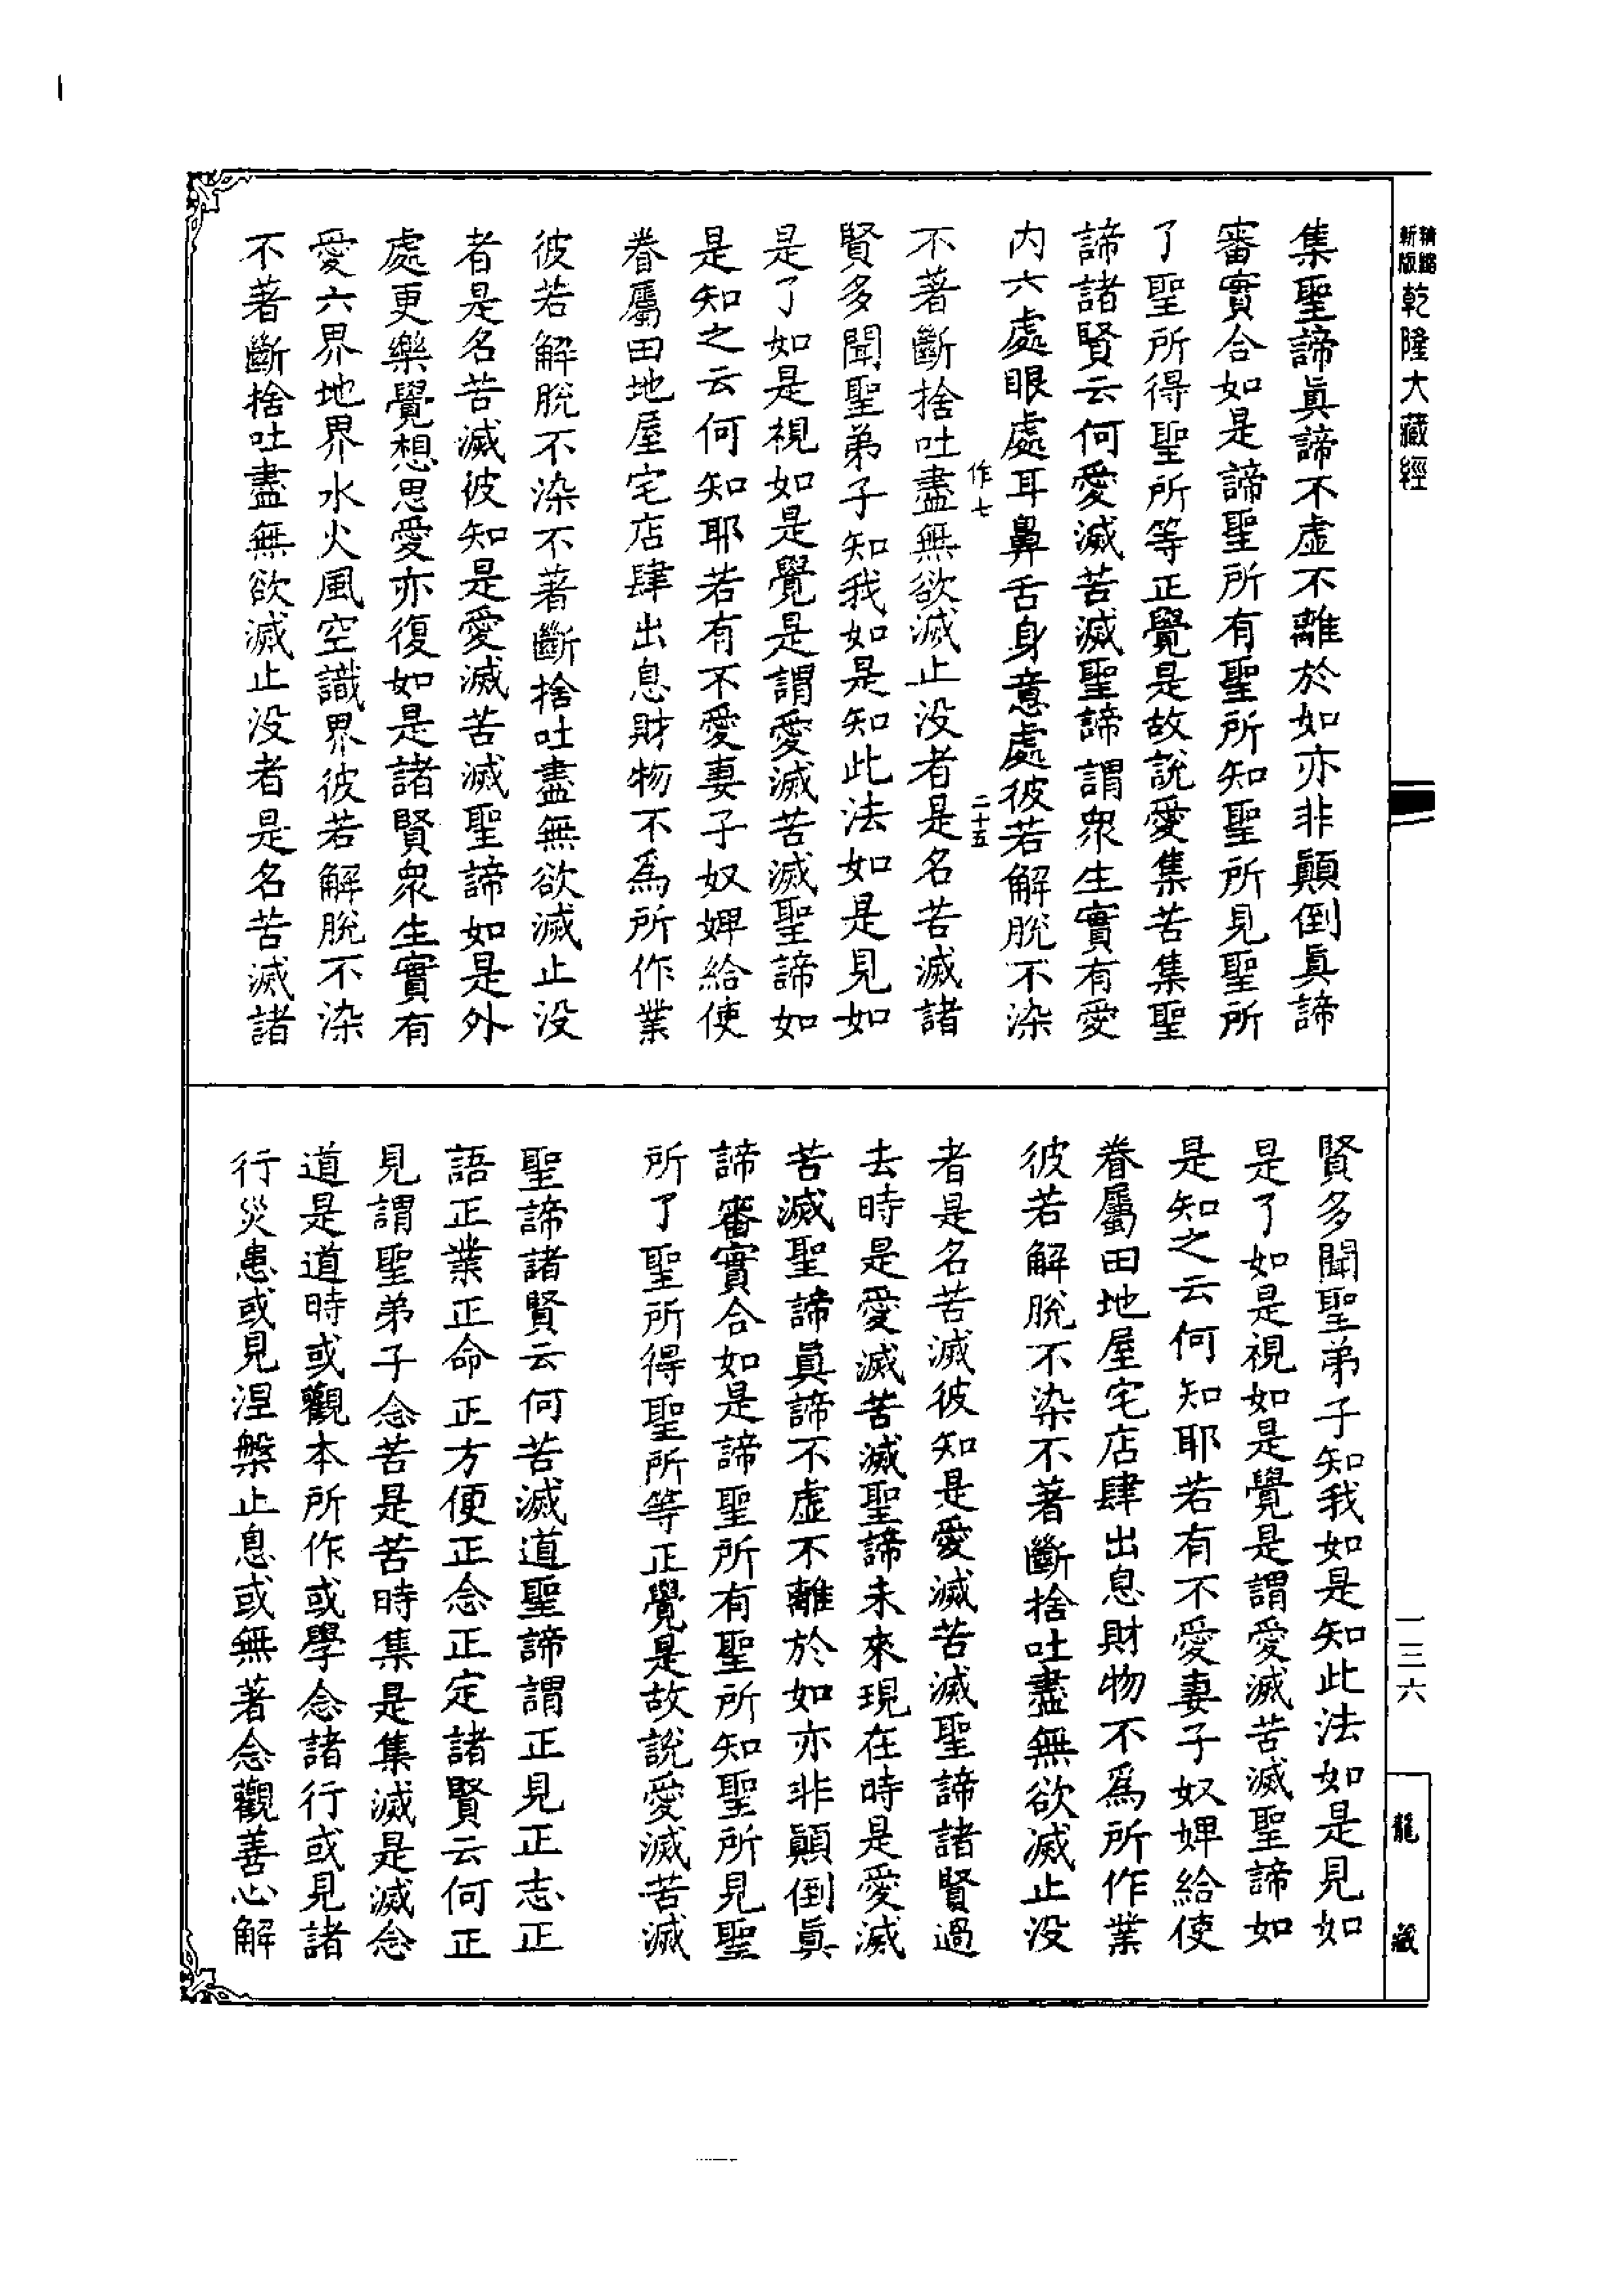 精縮新版乾隆大藏經
集聖諦眞諦不虛不離於如亦非顚倒眞諦
審實合如是諦聖所有聖所知聖所見聖所
了聖所得聖所等正覺是故說愛集苦集聖
諦諸賢云何愛滅苦滅聖諦謂衆生實有愛
內六處眼處耳鼻舌身意處彼若解脫不染
作七 二十五
不著斷捨吐盡無欲滅止没者是名苦滅諸
賢多聞聖弟子知我如是知此法如是見如
是了如是視如是覺是謂愛滅苦滅聖諦如
是知之云何知耶若有不愛妻子奴婢給使
眷屬田地屋宅店肆出息財物不爲所作業
彼若解脫不染不著斷捨吐盡無欲滅止没
者是名苦滅彼知是愛滅苦滅聖諦如是外
處更樂覺想思愛亦復如是諸賢衆生實有
愛六界地界水火風空識界彼若解脫不染
不著斷捨吐盡無欲滅止没者是名苦滅諸
賢多聞聖弟子知我如是知此法如是見如
是了如是視如是覺是謂愛滅苦滅聖諦如
是知之云何知耶若有不愛妻子奴婢給使
眷屬田地屋宅店肆出息財物不爲所作業
彼若解脫不染不著斷捨吐盡無欲滅止没
者是名苦滅彼知是愛滅苦滅聖諦諸賢過
去時是愛滅苦滅聖諦未來現在時是愛滅
苦滅聖諦眞諦不虛不離於如亦非顚倒眞
諦審實合如是諦聖所有聖所知聖所見聖
所了聖所得聖所等正覺是故說愛滅苦滅
聖諦諸賢云何苦滅道聖諦謂正見正志正
語正業正命正方便正念正定諸賢云何正
見謂聖弟子念苦是苦時集是集滅是滅念
道是道時或觀本所作或學念諸行或見諸
行災患或見涅槃止息或無著念觀善心解
一三六
龍藏